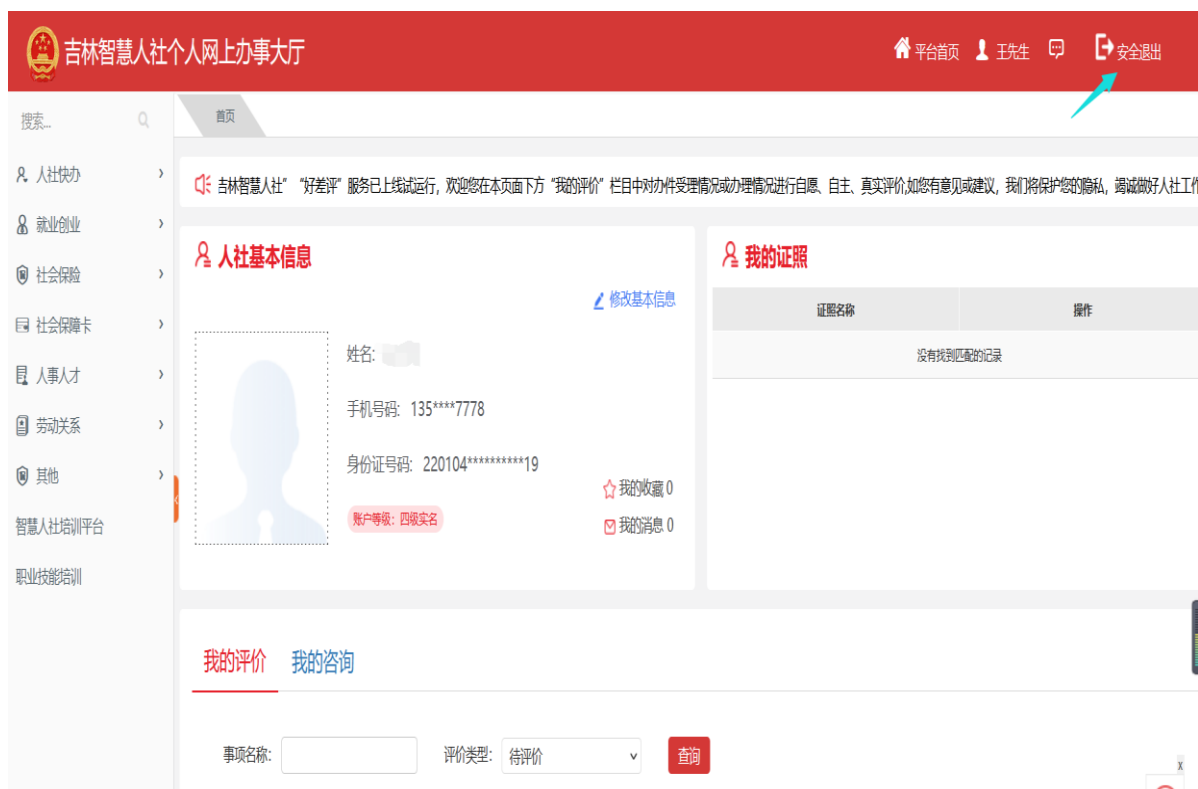 吉林智慧人社个人网上办事大厅
平台首页 王先生 安全退出
搜索...
首页
人社快办
就业创业
社会保险
社会保障卡
人事人才
劳动关系
其他
智慧人社培训平台
职业技能培训
吉林智慧人社” “好差评” 服务已上线试运行，欢迎您在本页面下方 “我的评价” 栏目中对办件受理情况或办理情况进行自愿、自主、真实评价,如您有意见或建议，我们将保护您的隐私，竭诚做好人社工作
人社基本信息
修改基本信息
姓名:
手机号码: 135****7778
身份证号码: 220104**********19
账户等级：四级实名
我的收藏 0
我的消息 0
我的证照
证照名称 操作
没有找到匹配的记录
我的评价 我的咨询
事项名称: 评价类型: 待评价 查询
x